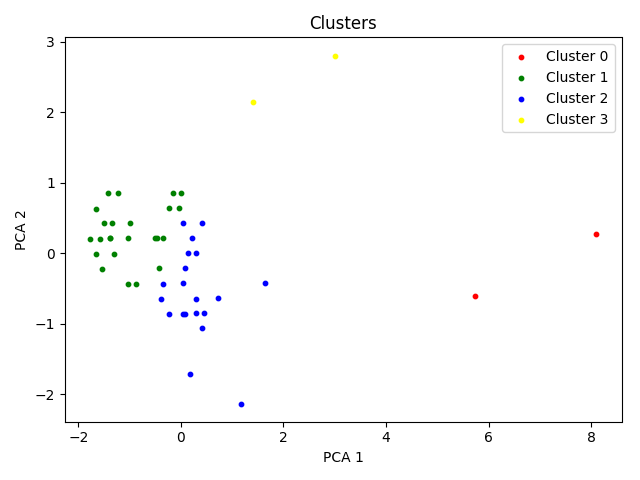 Clusters
3
2
1
0
−1
−2
PCA 2
Cluster 0
Cluster 1
Cluster 2
Cluster 3
−2
0
2
4
6
8
PCA 1